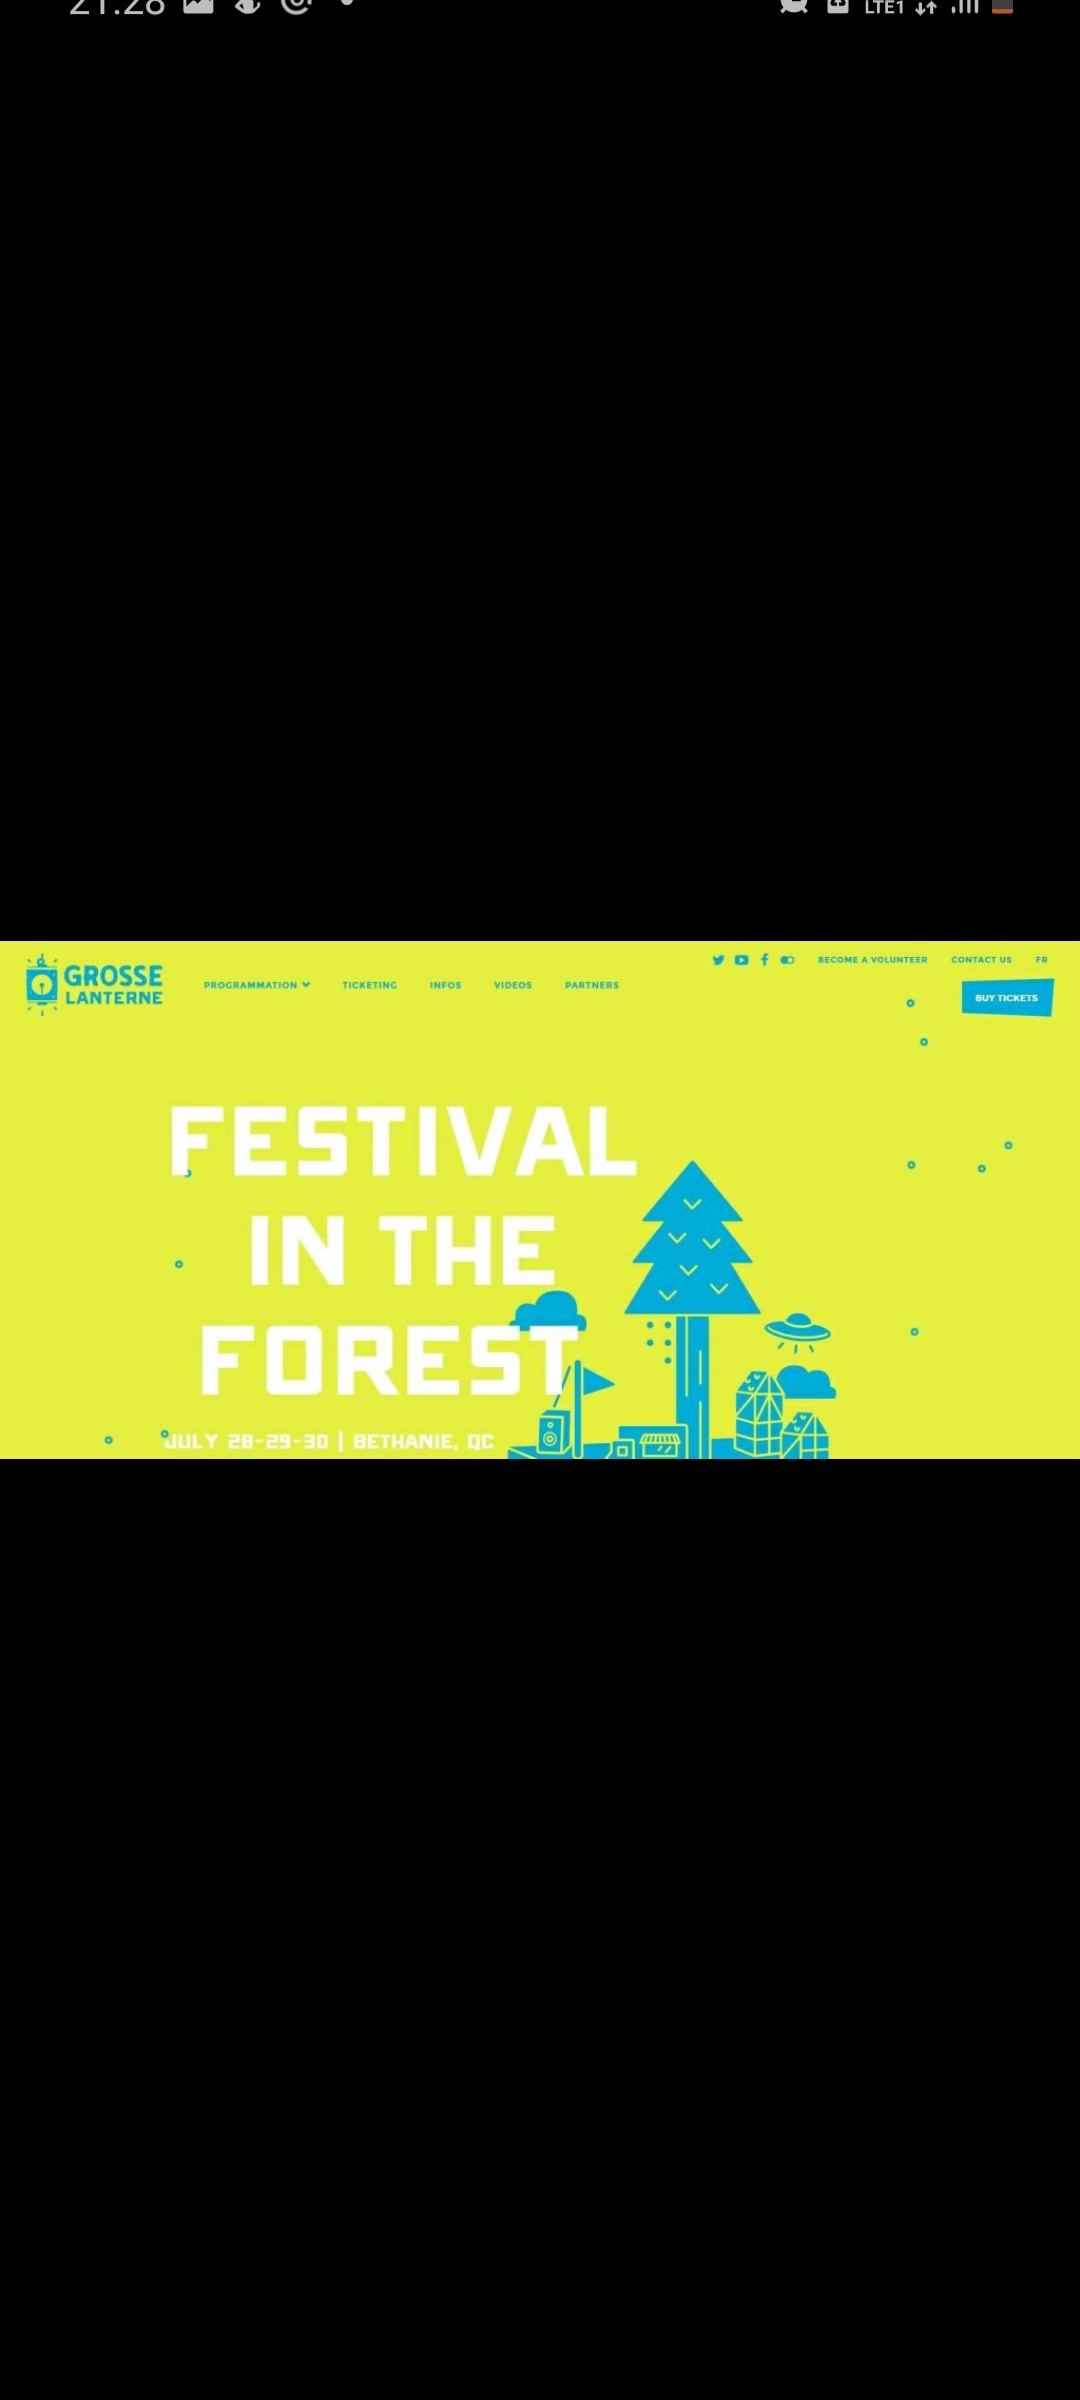 21:28
LTE1
BECOME A VOLUNTEER CONTACT US FR
GROSSE
LANTERNE
PROGRAMMATION TICKETING INFOS VIDEOS PARTNERS
BUY TICKETS
FESTIVAL
IN THE
FOREST
JULY 28-29-30 | BETHANIE, QC